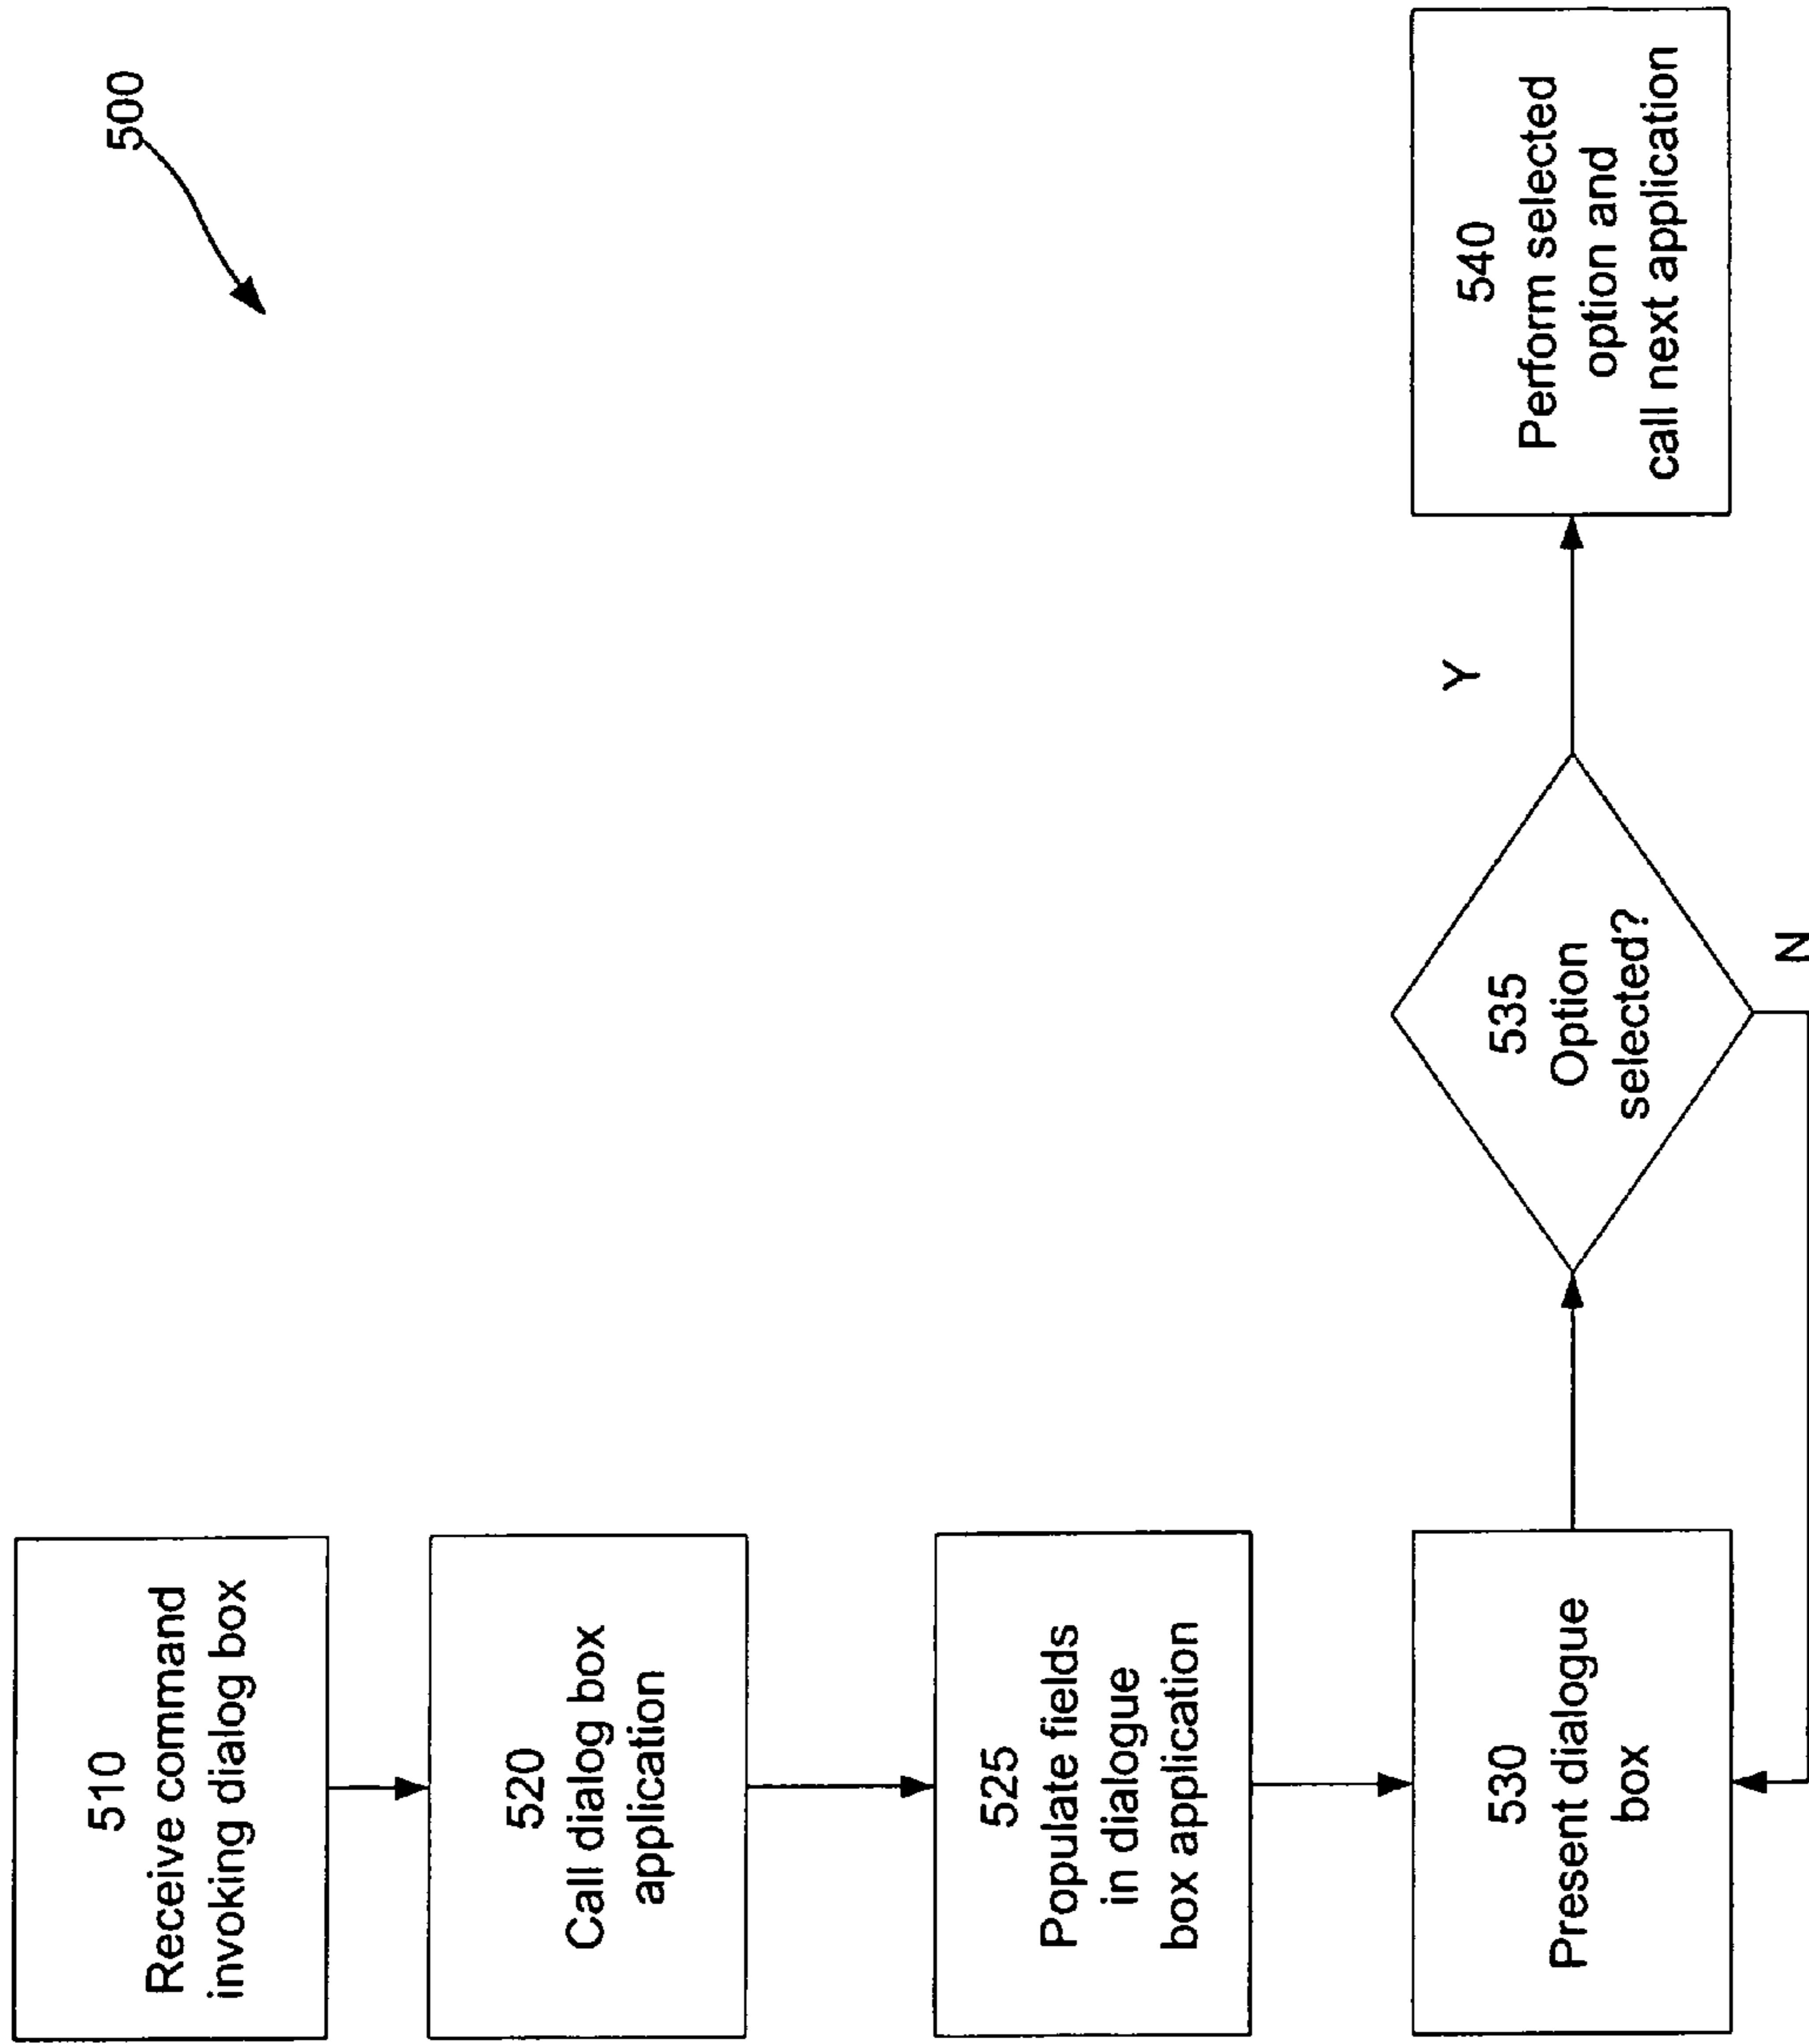 500
510
Receive command
invoking dialog box
520
Call dialog box
application
525
Populate fields
in dialogue
box application
530
Present dialogue
box
535
Option
selected?
Y
N
540
Perform selected
option and
call next application